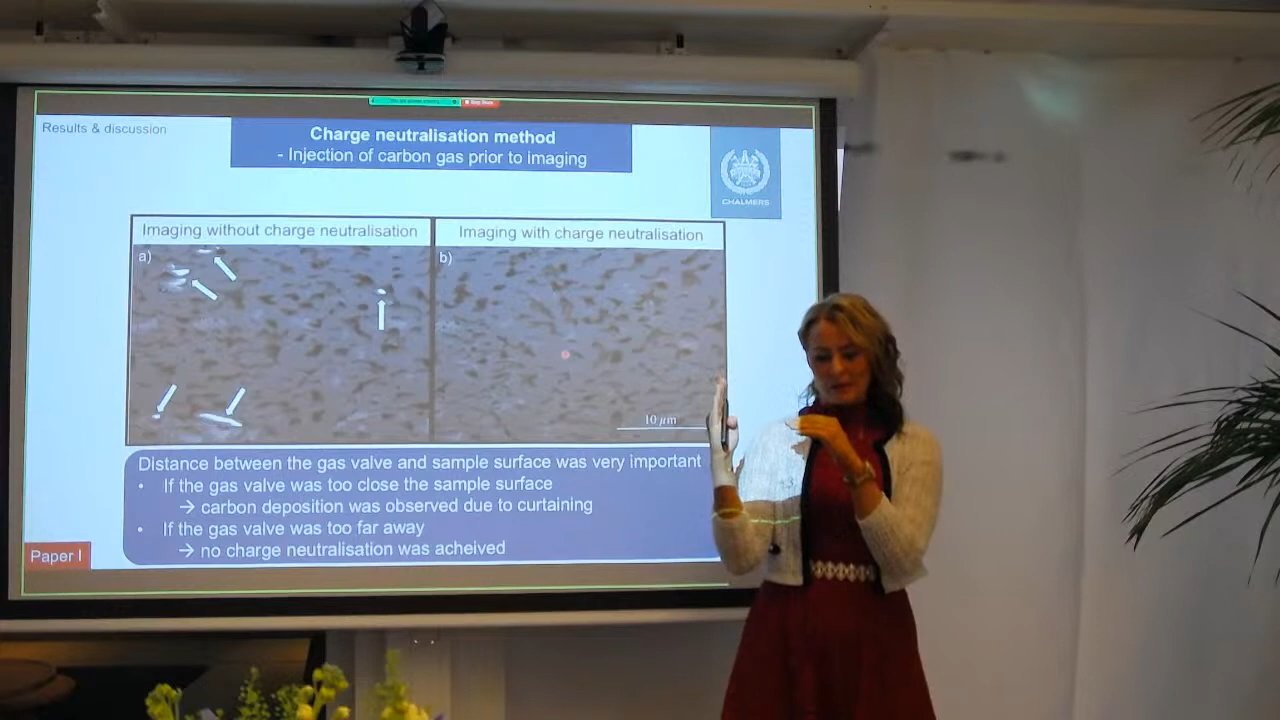 Results & discussion
Charge neutralisation method
- Injection of carbon gas prior to imaging
CHALMERS
Imaging without charge neutralisation
Imaging with charge neutralisation
a)
b)
10 µm
Distance between the gas valve and sample surface was very important
• If the gas valve was too close the sample surface
→ carbon deposition was observed due to curtaining
• If the gas valve was too far away
→ no charge neutralisation was acheived
Paper I